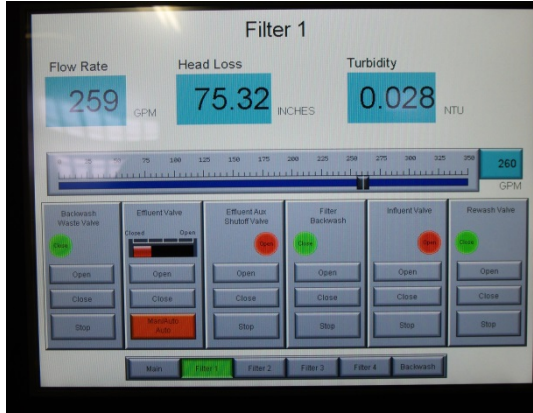 Filter 1
Flow Rate
Head Loss
Turbidity
259 GPM
75.32 INCHES
0.028 NTU
75 100 125 150 175 200 225 250 275 300 325 350
260
GPM
Backwash Waste Valve
Close
Open
Close
Stop
Effluent Valve
Closed Open
Open
Close
Man/Auto
Auto
Effluent Aux Shutoff Valve
Open
Open
Close
Stop
Filter Backwash
Close
Open
Close
Stop
Influent Valve
Open
Open
Close
Stop
Rewash Valve
Close
Open
Close
Stop
Main
Filter 1
Filter 2
Filter 3
Filter 4
Backwash